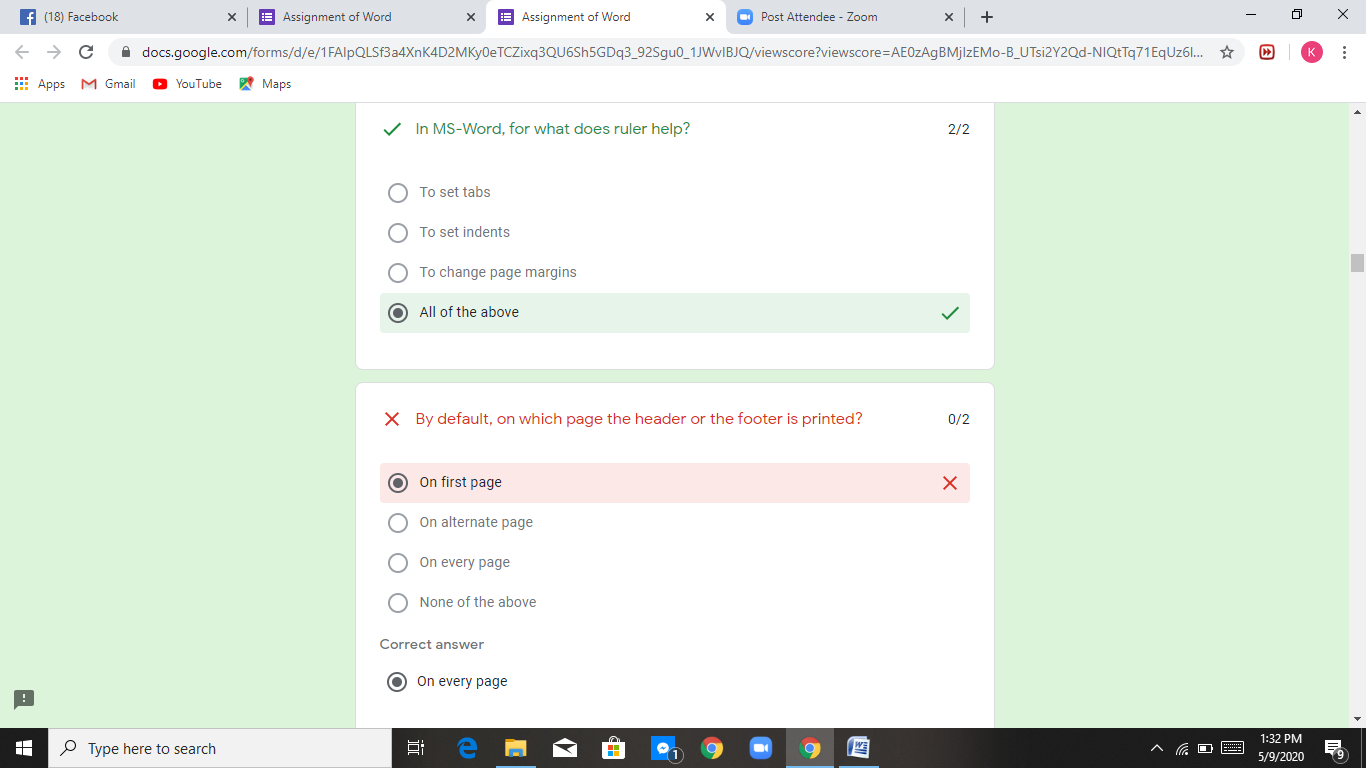 (18) Facebook
Assignment of Word
Assignment of Word
Post Attendee - Zoom
docs.google.com/forms/d/e/1FAIpQLSf3a4XnK4D2MKy0eTCZixq3QU6Sh5GDq3_92Sgu0_1JWvIBJQ/viewscore?viewscore=AE0zAgBMjIzEMo-B_UTsi2Y2Qd-NIQtTq71EqUz6l...
K
Apps
Gmail
YouTube
Maps
In MS-Word, for what does ruler help?
2/2
To set tabs
To set indents
To change page margins
All of the above
By default, on which page the header or the footer is printed?
0/2
On first page
On alternate page
On every page
None of the above
Correct answer
On every page
Type here to search
1
1:32 PM
5/9/2020
9